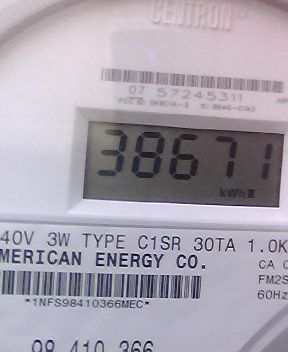 CENTRON®
07 57245311
38671
kWh
40V 3W TYPE C1SR 30TA 1.0K
MERICAN ENERGY CO.
CA
FM2S
60Hz
*1NFS98410366MEC*
98 410 366